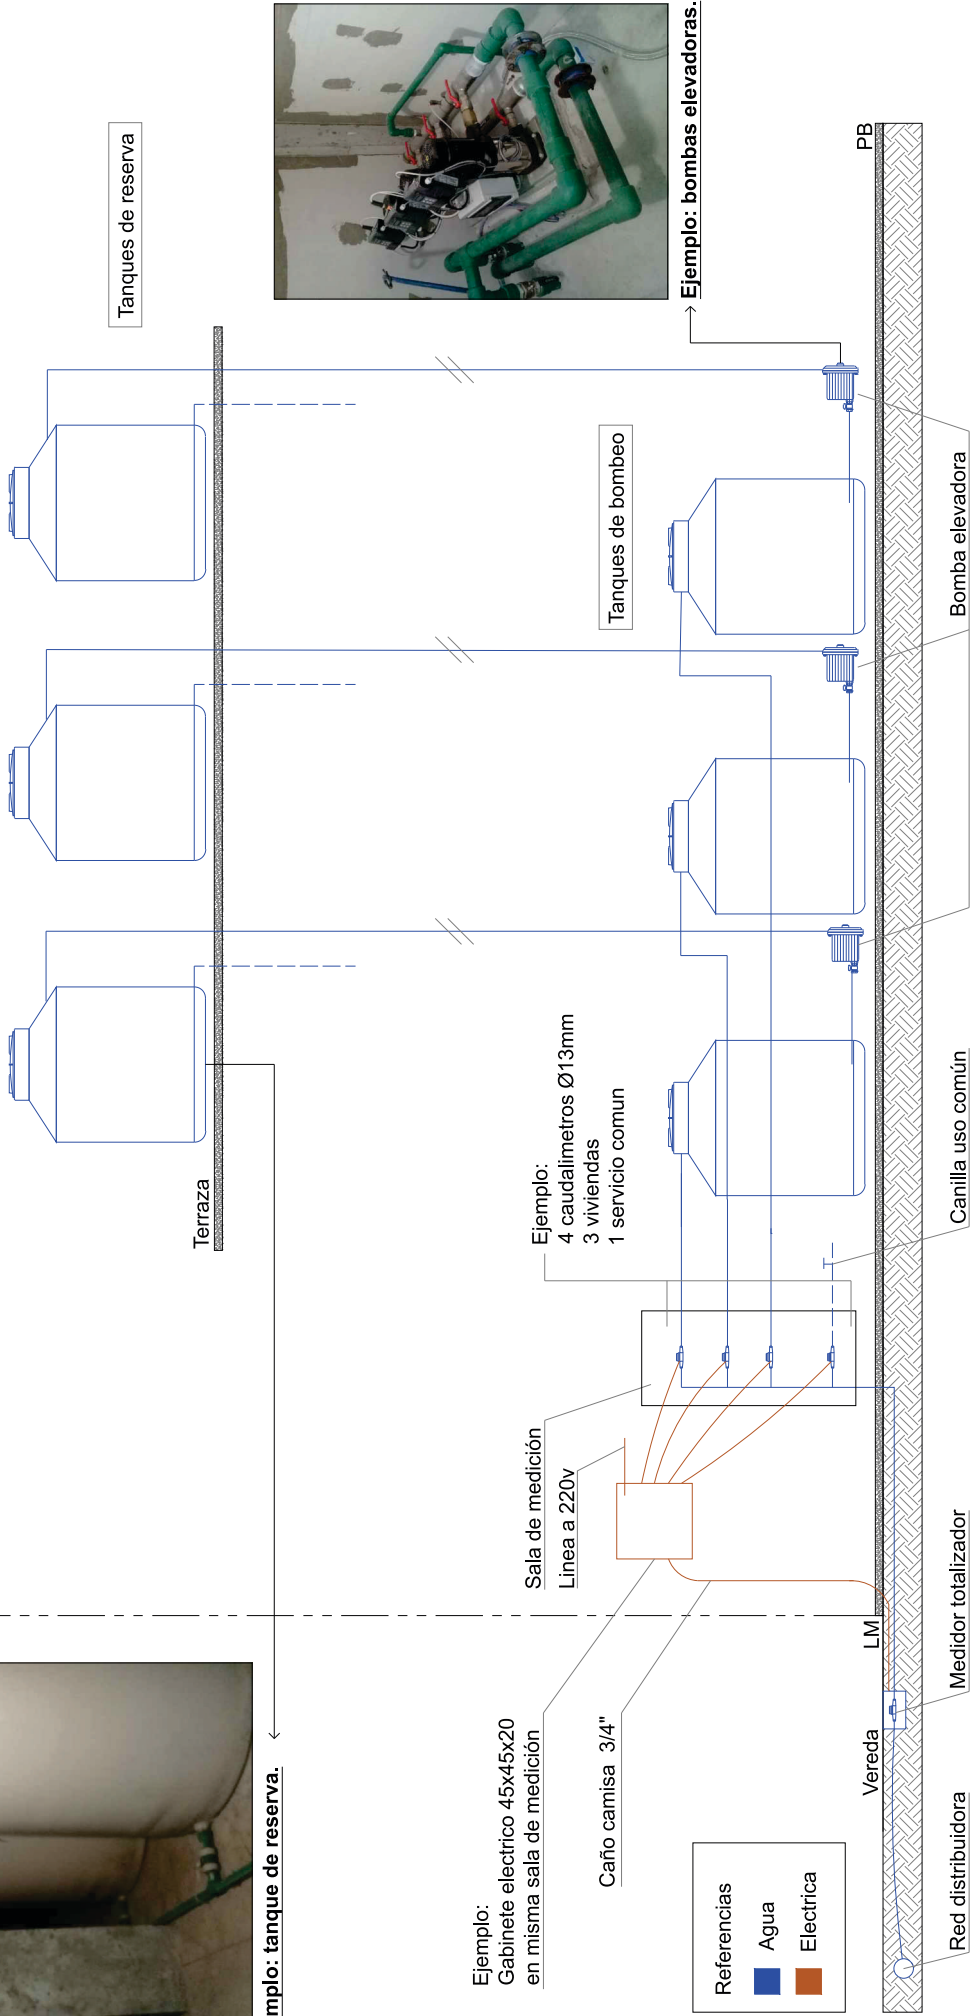 mplo: tanque de reserva.
Tanques de reserva
Terraza
Ejemplo: bombas elevadoras.
Tanques de bombeo
Ejemplo:
4 caudalimetros Ø13mm
3 viviendas
1 servicio comun
Sala de medición
Linea a 220v
Ejemplo:
Gabinete electrico 45x45x20
en misma sala de medición
Caño camisa 3/4"
Referencias
Agua
Electrica
Vereda
LM
PB
Red distribuidora
Medidor totalizador
Canilla uso común
Bomba elevadora